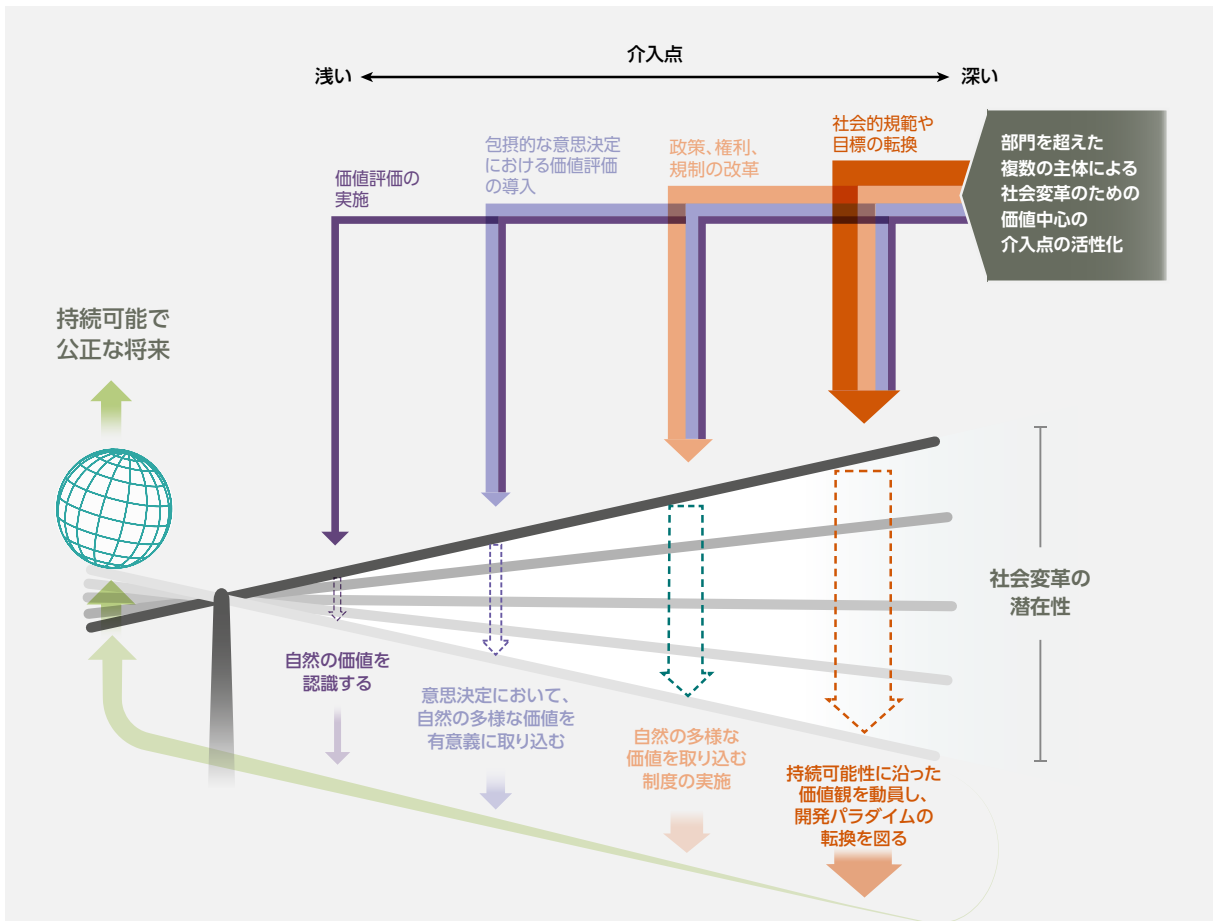 介入点
浅い
深い
価値評価の
実施
包摂的な意思決定
における価値評価
の導入
政策、権利、
規制の改革
社会的規範や
目標の転換
部門を超えた
複数の主体による
社会変革のための
価値中心の
介入点の活性化
持続可能で
公正な将来
社会変革の
潜在性
自然の価値を
認識する
意思決定において、
自然の多様な価値を
有意義に取り込む
自然の多様な
価値を取り込む
制度の実施
持続可能性に沿った
価値観を動員し、
開発パラダイムの
転換を図る